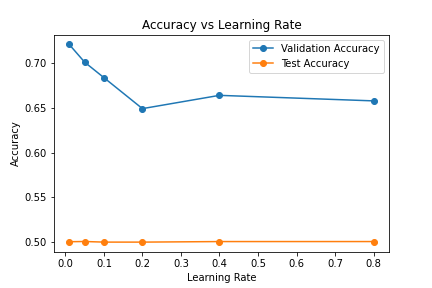 Accuracy vs Learning Rate
Validation Accuracy
Test Accuracy
Accuracy
0.70
0.65
0.60
0.55
0.50
0.0 0.1 0.2 0.3 0.4 0.5 0.6 0.7 0.8
Learning Rate